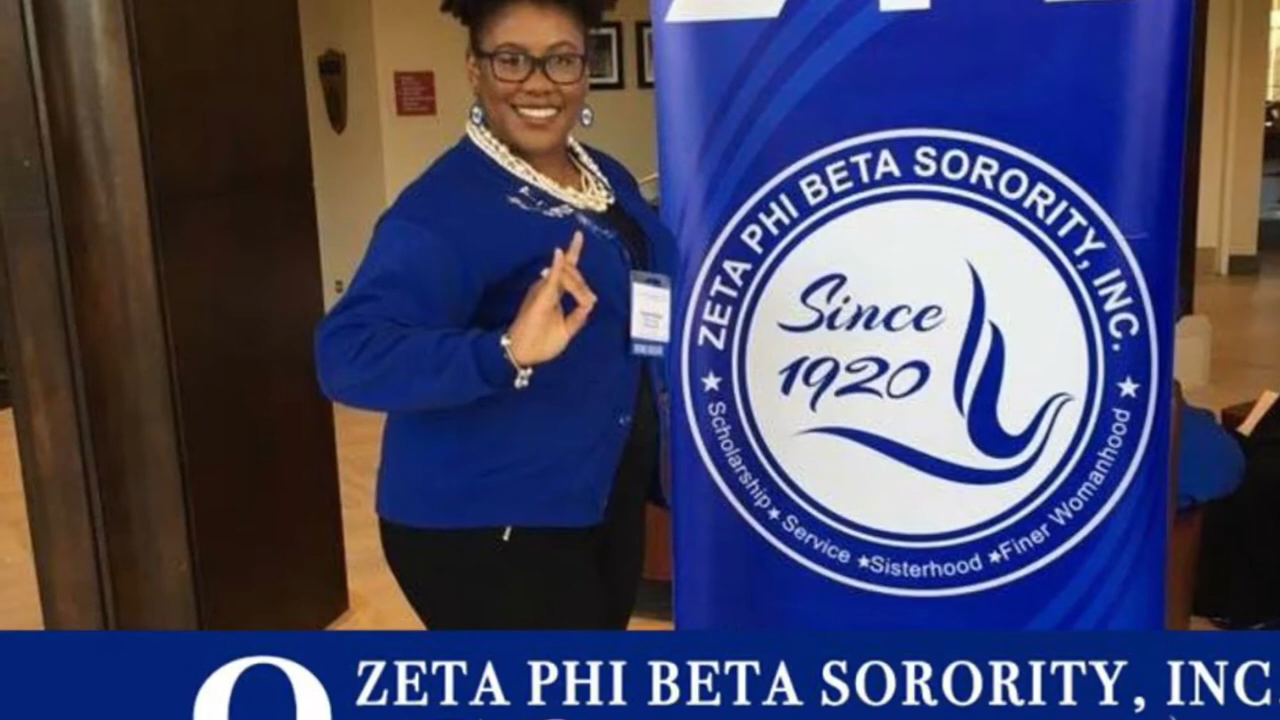 ZETA PHI BETA SORORITY, INC.
Since
1920
Scholarship ★ Service ★ Sisterhood ★ Finer Womanhood
ZETA PHI BETA SORORITY, INC